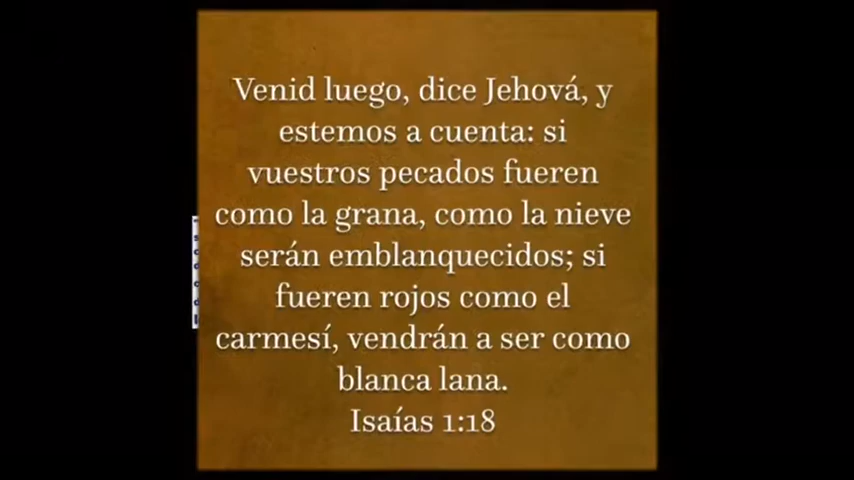 Venid luego, dice Jehová, y
estemos a cuenta: si
vuestros pecados fueren
como la grana, como la nieve
serán emblanquecidos; si
fueren rojos como el
carmesí, vendrán a ser como
blanca lana.
Isaías 1:18